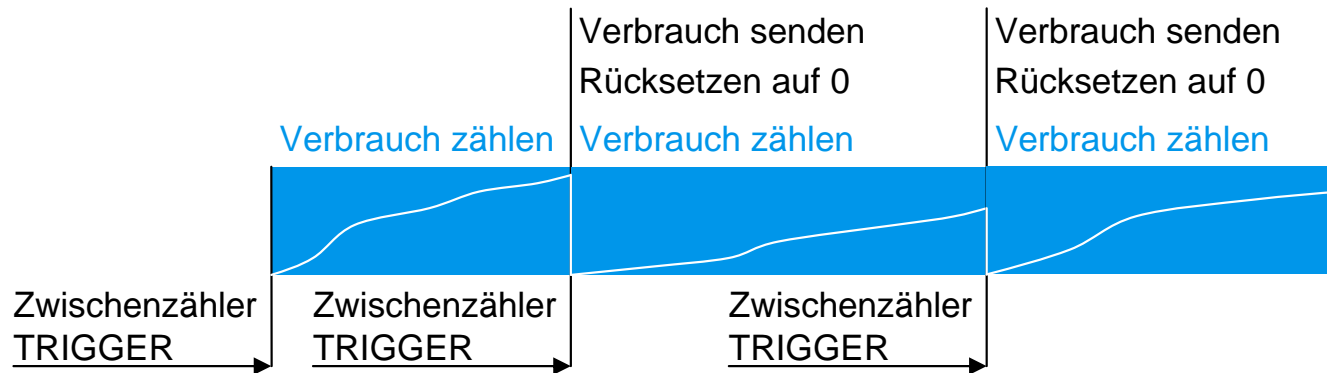 Verbrauch senden
Rücksetzen auf 0
Verbrauch senden
Rücksetzen auf 0
Verbrauch zählen
Verbrauch zählen
Verbrauch zählen
Zwischenzähler
TRIGGER
Zwischenzähler
TRIGGER
Zwischenzähler
TRIGGER